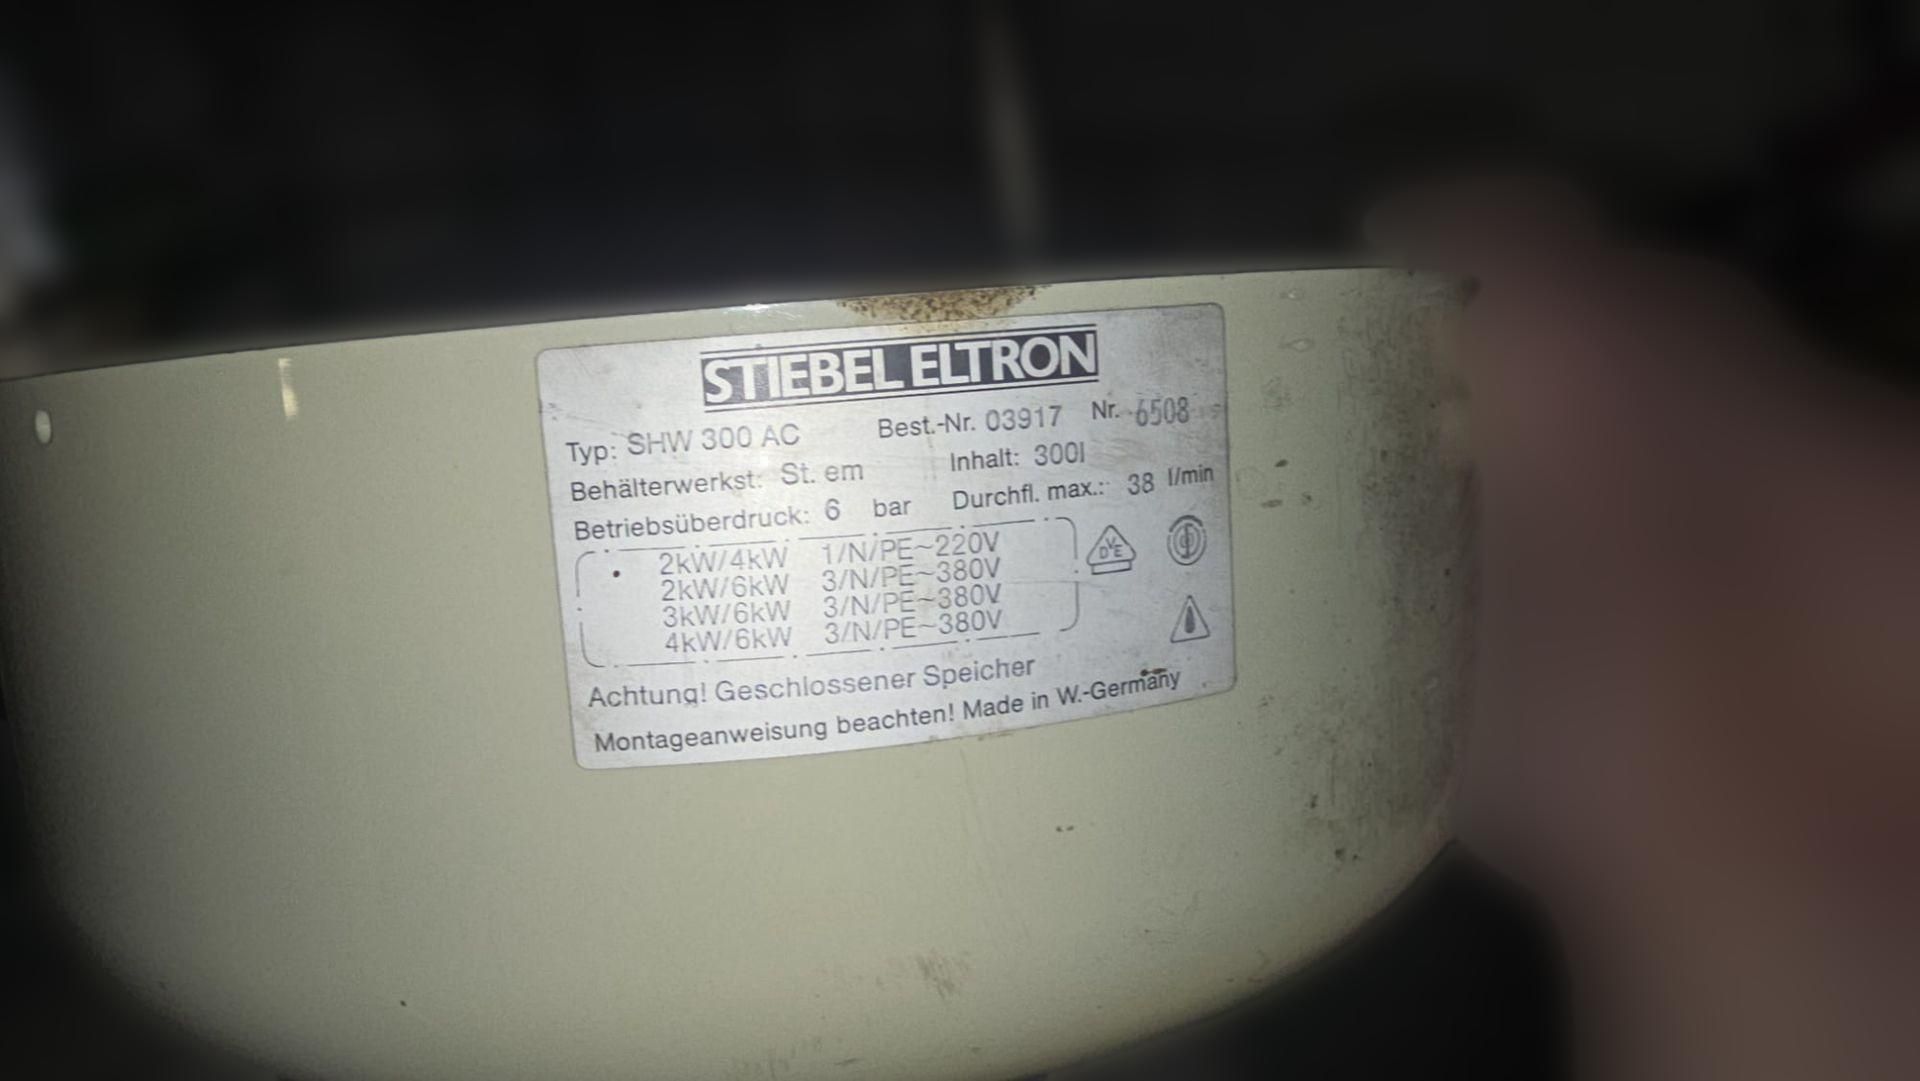 STIEBEL ELTRON
Typ: SHW 300 AC Best.-Nr. 03917 Nr. 6508
Behälterwerkst: St. em Inhalt: 300l
Betriebsüberdruck: 6 bar Durchfl. max.: 38 l/min
2kW/4kW 1/N/PE~220V
2kW/6kW 3/N/PE~380V
3kW/6kW 3/N/PE~380V
4kW/6kW 3/N/PE~380V
DVE
Achtung! Geschlossener Speicher
Montageanweisung beachten! Made in W.-Germany